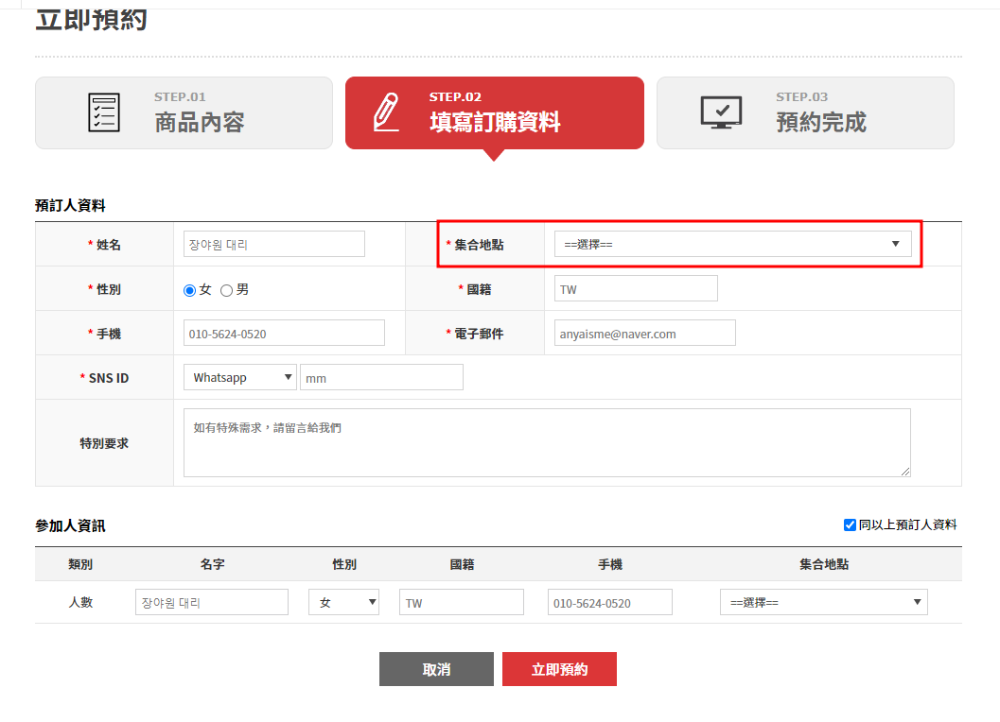 立即預約
STEP.01
商品內容
STEP.02
填寫訂購資料
STEP.03
預約完成
預訂人資料
* 姓名 장야원 대리 * 集合地點 ==選擇==
* 性別 女 男 * 國籍 TW
* 手機 010-5624-0520 * 電子郵件 anyaisme@naver.com
* SNS ID Whatsapp mm
特別要求 如有特殊需求，請留言給我們
參加人資訊 同以上預訂人資料
類別 名字 性別 國籍 手機 集合地點
人數 장야원 대리 女 TW 010-5624-0520 ==選擇==
取消 立即預約